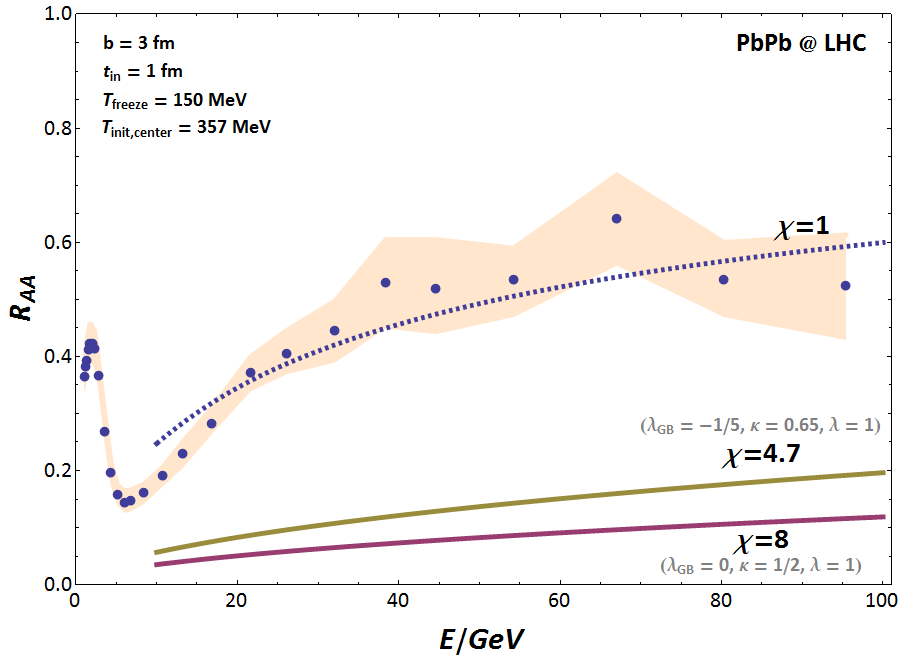 1.0
0.8
0.6
0.4
0.2
0.0
R_AA
b = 3 fm
t_in = 1 fm
T_freeze = 150 MeV
T_init,center = 357 MeV
PbPb @ LHC
χ=1
(λ_GB = −1/5, κ = 0.65, λ = 1)
χ=4.7
χ=8
(λ_GB = 0, κ = 1/2, λ = 1)
0 20 40 60 80 100
E/GeV